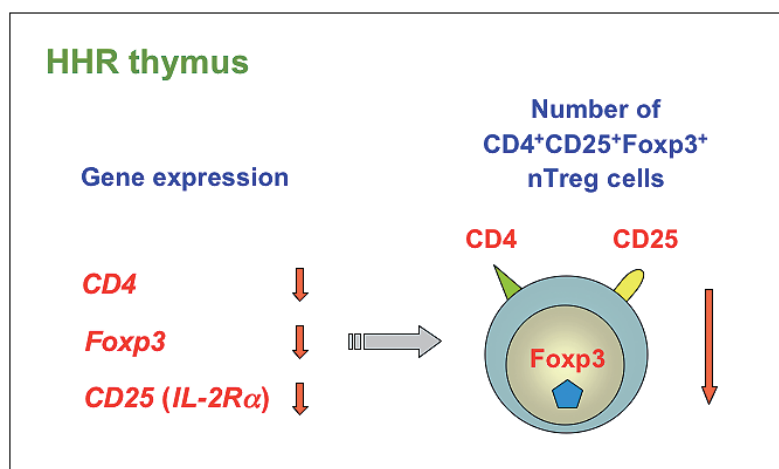 HHR thymus
Gene expression
Number of
CD4⁺CD25⁺Foxp3⁺
nTreg cells
CD4
Foxp3
CD25 (IL-2Rα)
CD4
CD25
Foxp3